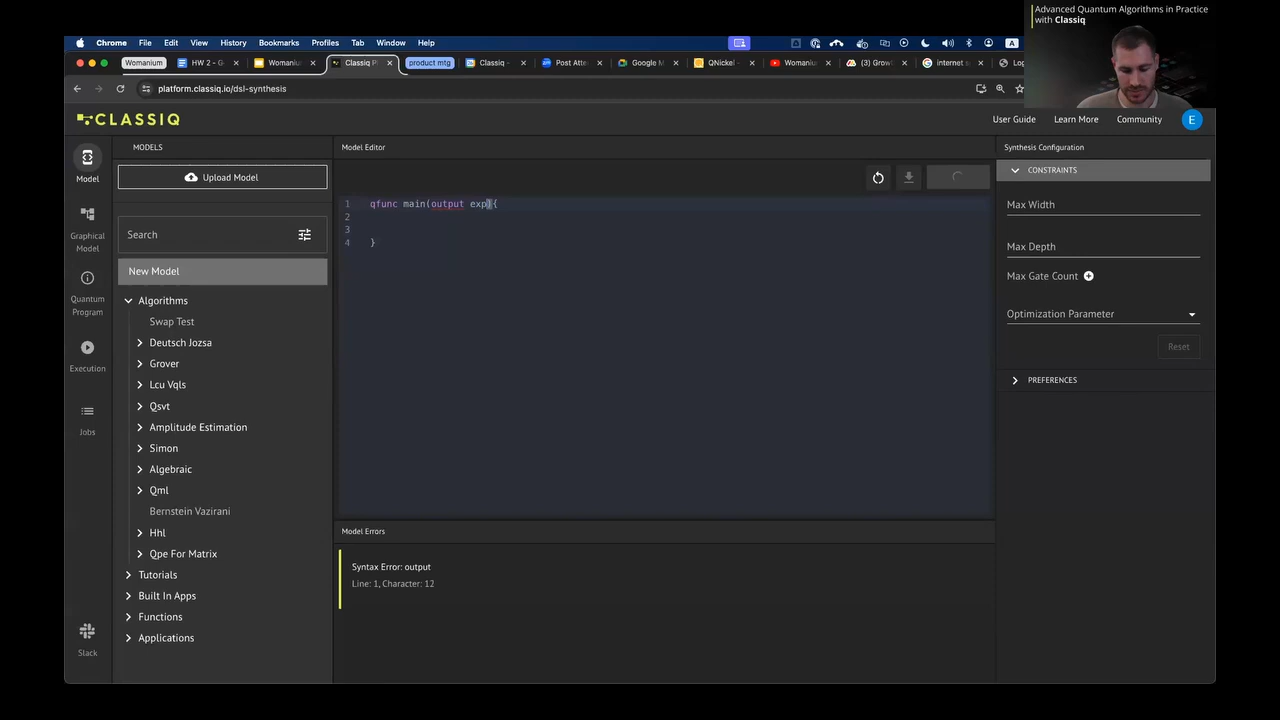 Advanced Quantum Algorithms in Practice
with Classiq
Chrome File Edit View History Bookmarks Profiles Tab Window Help
A
Womanium HW 2 - G Womaniu Classiq P product mtg Classiq - Post Atte Google M QNickel Womaniu (3) Growi internet s Log
platform.classiq.io/dsl-synthesis
CLASSIQ
User Guide Learn More Community E
MODELS
Model Editor
Synthesis Configuration
Model
Upload Model
CONSTRAINTS
1 qfunc main(output exp){
2
3
4 }
Max Width
Graphical
Model
Search
Max Depth
New Model
Max Gate Count
Quantum
Program
Algorithms
Swap Test
Optimization Parameter
Deutsch Jozsa
Reset
Execution
Grover
Lcu Vqls
PREFERENCES
Jobs
Qsvt
Amplitude Estimation
Simon
Algebraic
Qml
Bernstein Vazirani
Hhl
Model Errors
Qpe For Matrix
Syntax Error: output
Line: 1, Character: 12
Tutorials
Built In Apps
Functions
Applications
Slack